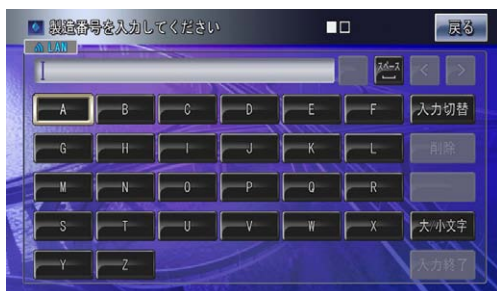 製造番号を入力してください
戻る
LAN
スペース
< >
A B C D E F 入力切替
G H I J K L 削除
M N O P Q R
S T U V W X 大/小文字
Y Z 入力終了